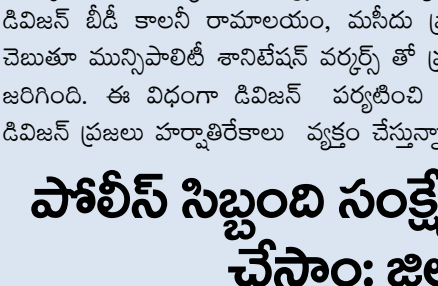 డివిజన్ బీడీ కాలనీ రామాలయం, మసీదు
చెబుతూ మున్సిపాలిటీ శానిటేషన్ వర్కర్స్ తో
జరిగింది. ఈ విధంగా డివిజన్ పర్యటించి
డివిజన్ ప్రజలు హర్షాతిరేకాలు వ్యక్తం చేస్తున్నా
పోలీస్ సిబ్బంది సంక్షే
చేసాం: జిల